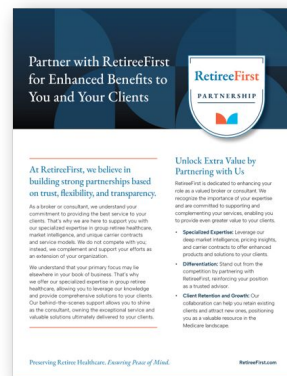 Partner with RetireeFirst
for Enhanced Benefits to
You and Your Clients
RetireeFirst
PARTNERSHIP
At RetireeFirst, we believe in
building strong partnerships based
on trust, flexibility, and transparency.
As a broker or consultant, we understand your
commitment to providing the best service to your
clients. That's why we are here to support you with
our specialized expertise in group retiree healthcare,
market intelligence, and unique carrier contracts
and service models. We do not compete with you;
instead, we complement and support your efforts as
an extension of your organization.
We understand that your primary focus may lie
elsewhere in your book of business. That's why
we offer our specialized expertise in group retiree
healthcare, allowing you to leverage our knowledge
and provide comprehensive solutions to your clients.
Our behind-the-scenes support allows you to shine
as the consultant, owning the exceptional service and
valuable solutions ultimately delivered to your clients.
Unlock Extra Value by
Partnering with Us
RetireeFirst is dedicated to enhancing your
role as a valued broker or consultant. We
recognize the importance of your expertise
and are committed to supporting and
complementing your services, enabling you
to provide even greater value to your clients.
• Specialized Expertise: Leverage our
deep market intelligence, pricing insights,
and carrier contracts to offer enhanced
products and solutions to your clients.
• Differentiation: Stand out from the
competition by partnering with
RetireeFirst, reinforcing your position
as a trusted advisor.
• Client Retention and Growth: Our
collaboration can help you retain existing
clients and attract new ones, positioning
you as a valuable resource in the
Medicare landscape.
Preserving Retiree Healthcare. Ensuring Peace of Mind.
RetireeFirst.com